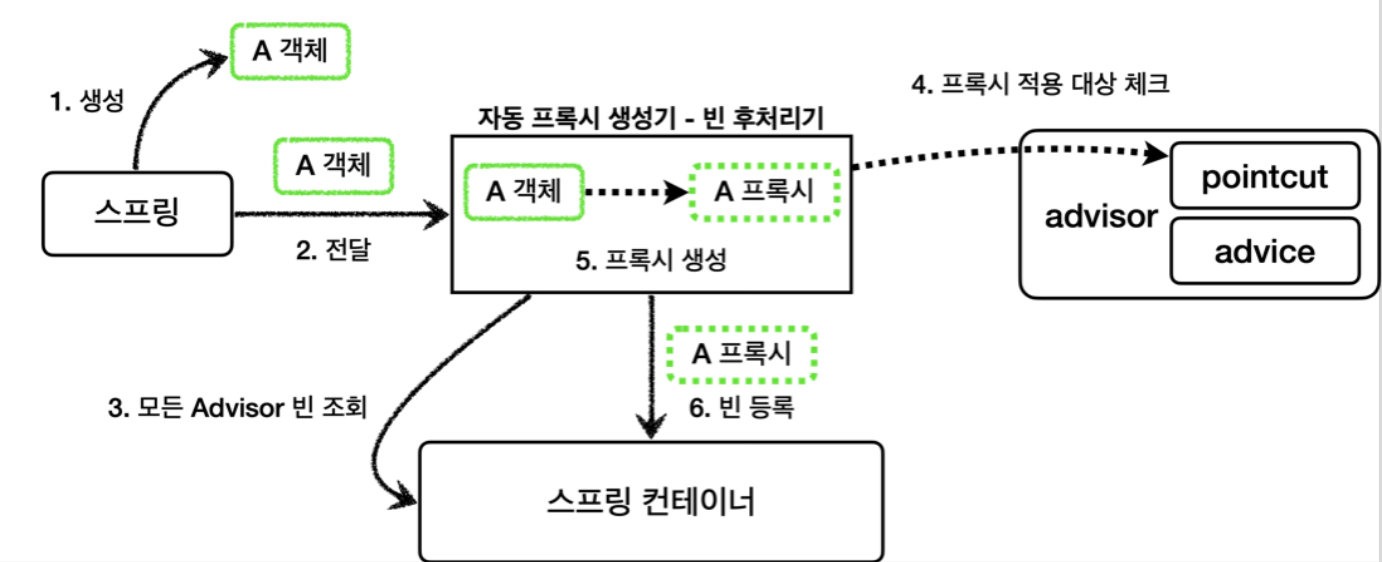 A 객체
1. 생성
4. 프록시 적용 대상 체크
자동 프록시 생성기 - 빈 후처리기
A 객체
A 객체
A 프록시
pointcut
스프링
advisor
advice
2. 전달
5. 프록시 생성
A 프록시
3. 모든 Advisor 빈 조회
6. 빈 등록
스프링 컨테이너